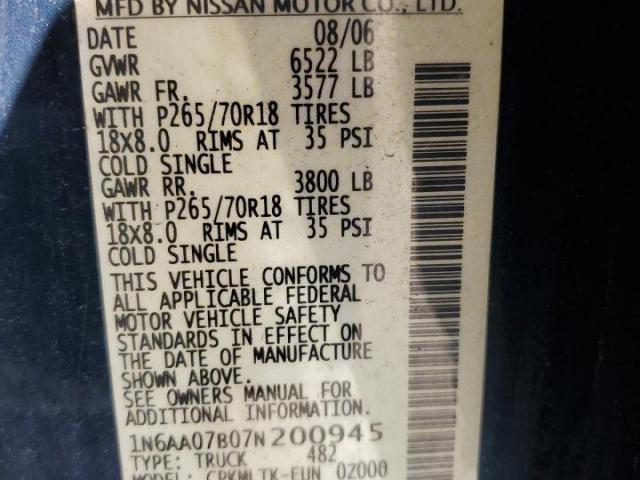 MFD BY NISSAN MOTOR CO., LTD.
DATE 08/06
GVWR 6522 LB
GAWR FR. 3577 LB
WITH P265/70R18 TIRES
18X8.0 RIMS AT 35 PSI
COLD SINGLE
GAWR RR. 3800 LB
WITH P265/70R18 TIRES
18X8.0 RIMS AT 35 PSI
COLD SINGLE
THIS VEHICLE CONFORMS TO
ALL APPLICABLE FEDERAL
MOTOR VEHICLE SAFETY
STANDARDS IN EFFECT ON
THE DATE OF MANUFACTURE
SHOWN ABOVE.
SEE OWNERS MANUAL FOR
ADDITIONAL INFORMATION.
1N6AA07B07N200945
TYPE: TRUCK 482
MODEL: 02000